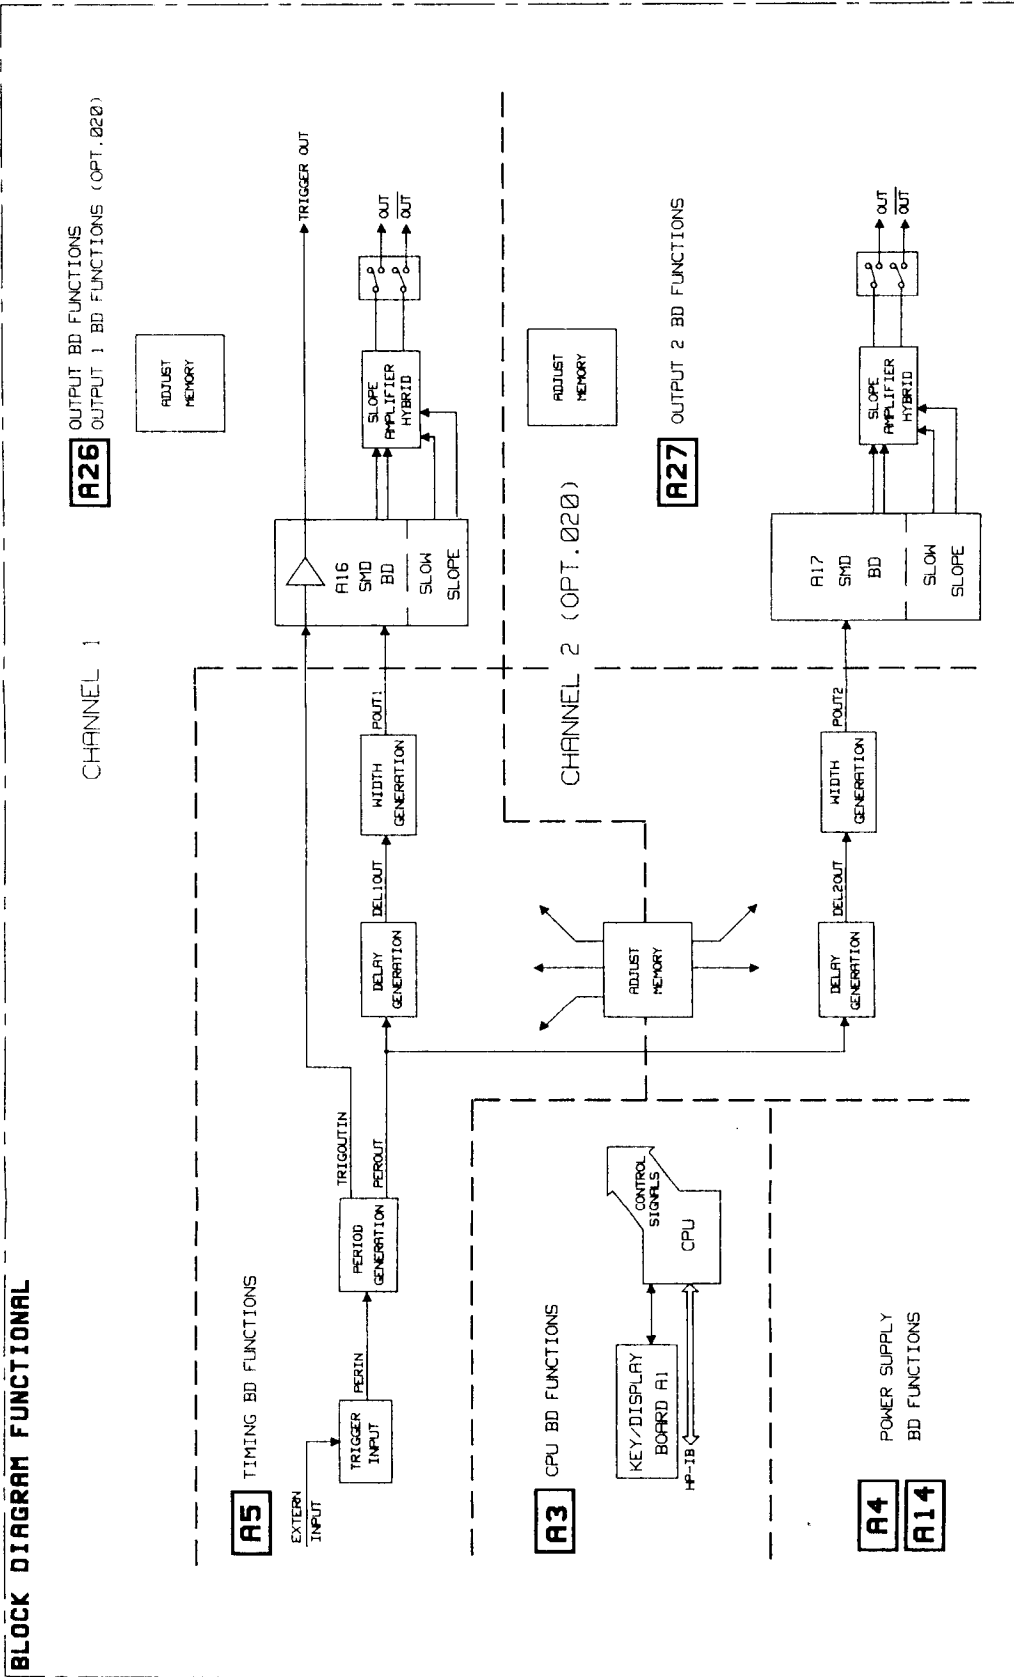 BLOCK DIAGRAM FUNCTIONAL
A26
OUTPUT BD FUNCTIONS
OUTPUT 1 BD FUNCTIONS (OPT.020)
CHANNEL 1
ADJUST
MEMORY
TRIGGER OUT
A5
TIMING BD FUNCTIONS
EXTERN
INPUT
TRIGGER
INPUT
PERIN
PERIOD
GENERATION
TRIGOUTIN
PEROUT
DELAY
GENERATION
DEL1OUT
WIDTH
GENERATION
POUT1
A16
SMD
BD
SLOW
SLOPE
SLOPE
AMPLIFIER
HYBRID
OUT
OUT
A3
CPU BD FUNCTIONS
KEY/DISPLAY
BOARD A1
HP-IB
CONTROL
SIGNALS
CPU
ADJUST
MEMORY
CHANNEL 2 (OPT.020)
ADJUST
MEMORY
A27
OUTPUT 2 BD FUNCTIONS
DELAY
GENERATION
DEL2OUT
WIDTH
GENERATION
POUT2
A17
SMD
BD
SLOW
SLOPE
SLOPE
AMPLIFIER
HYBRID
OUT
OUT
A4
A14
POWER SUPPLY
BD FUNCTIONS